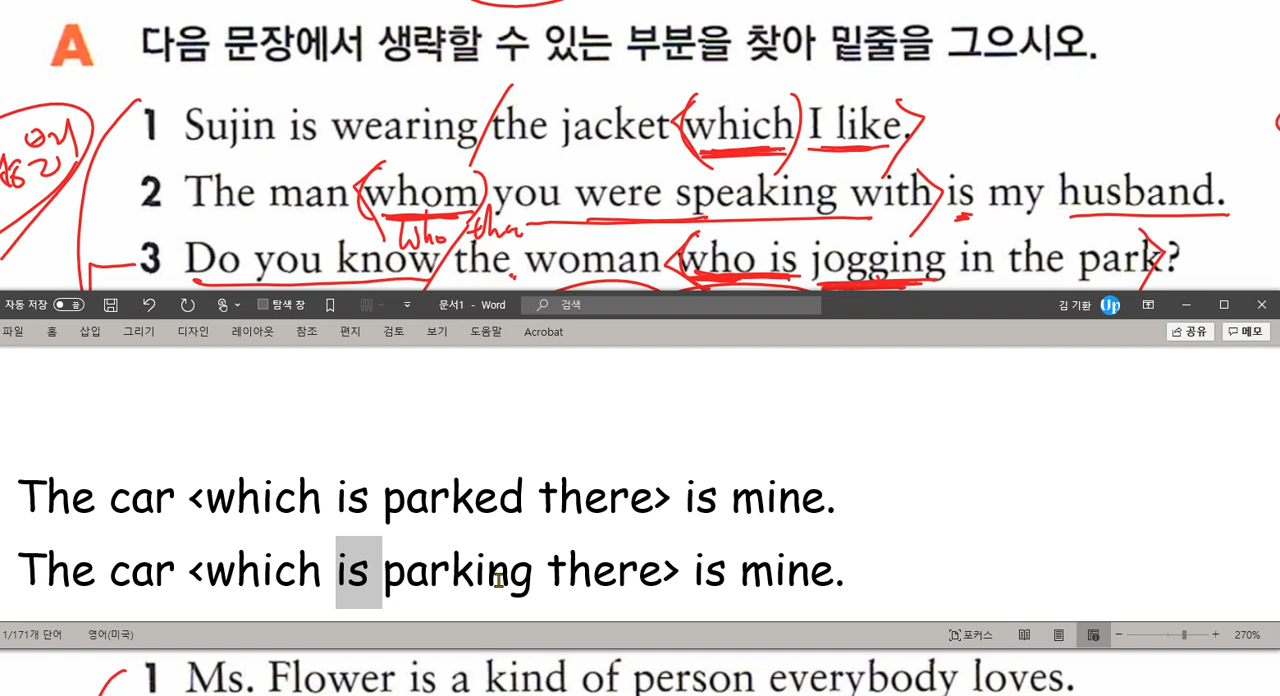 A 다음 문장에서 생략할 수 있는 부분을 찾아 밑줄을 그으시오.
1 Sujin is wearing the jacket which I like.
2 The man whom you were speaking with is my husband.
who
3 Do you know the woman who is jogging in the park?
자동 저장 끔 탐색 창 문서1 - Word 검색 김 기환
파일 홈 삽입 그리기 디자인 레이아웃 참조 편지 검토 보기 도움말 Acrobat 공유 메모
The car <which is parked there> is mine.
The car <which is parking there> is mine.
1/171개 단어 영어(미국) 포커스 270%
1 Ms. Flower is a kind of person everybody loves.